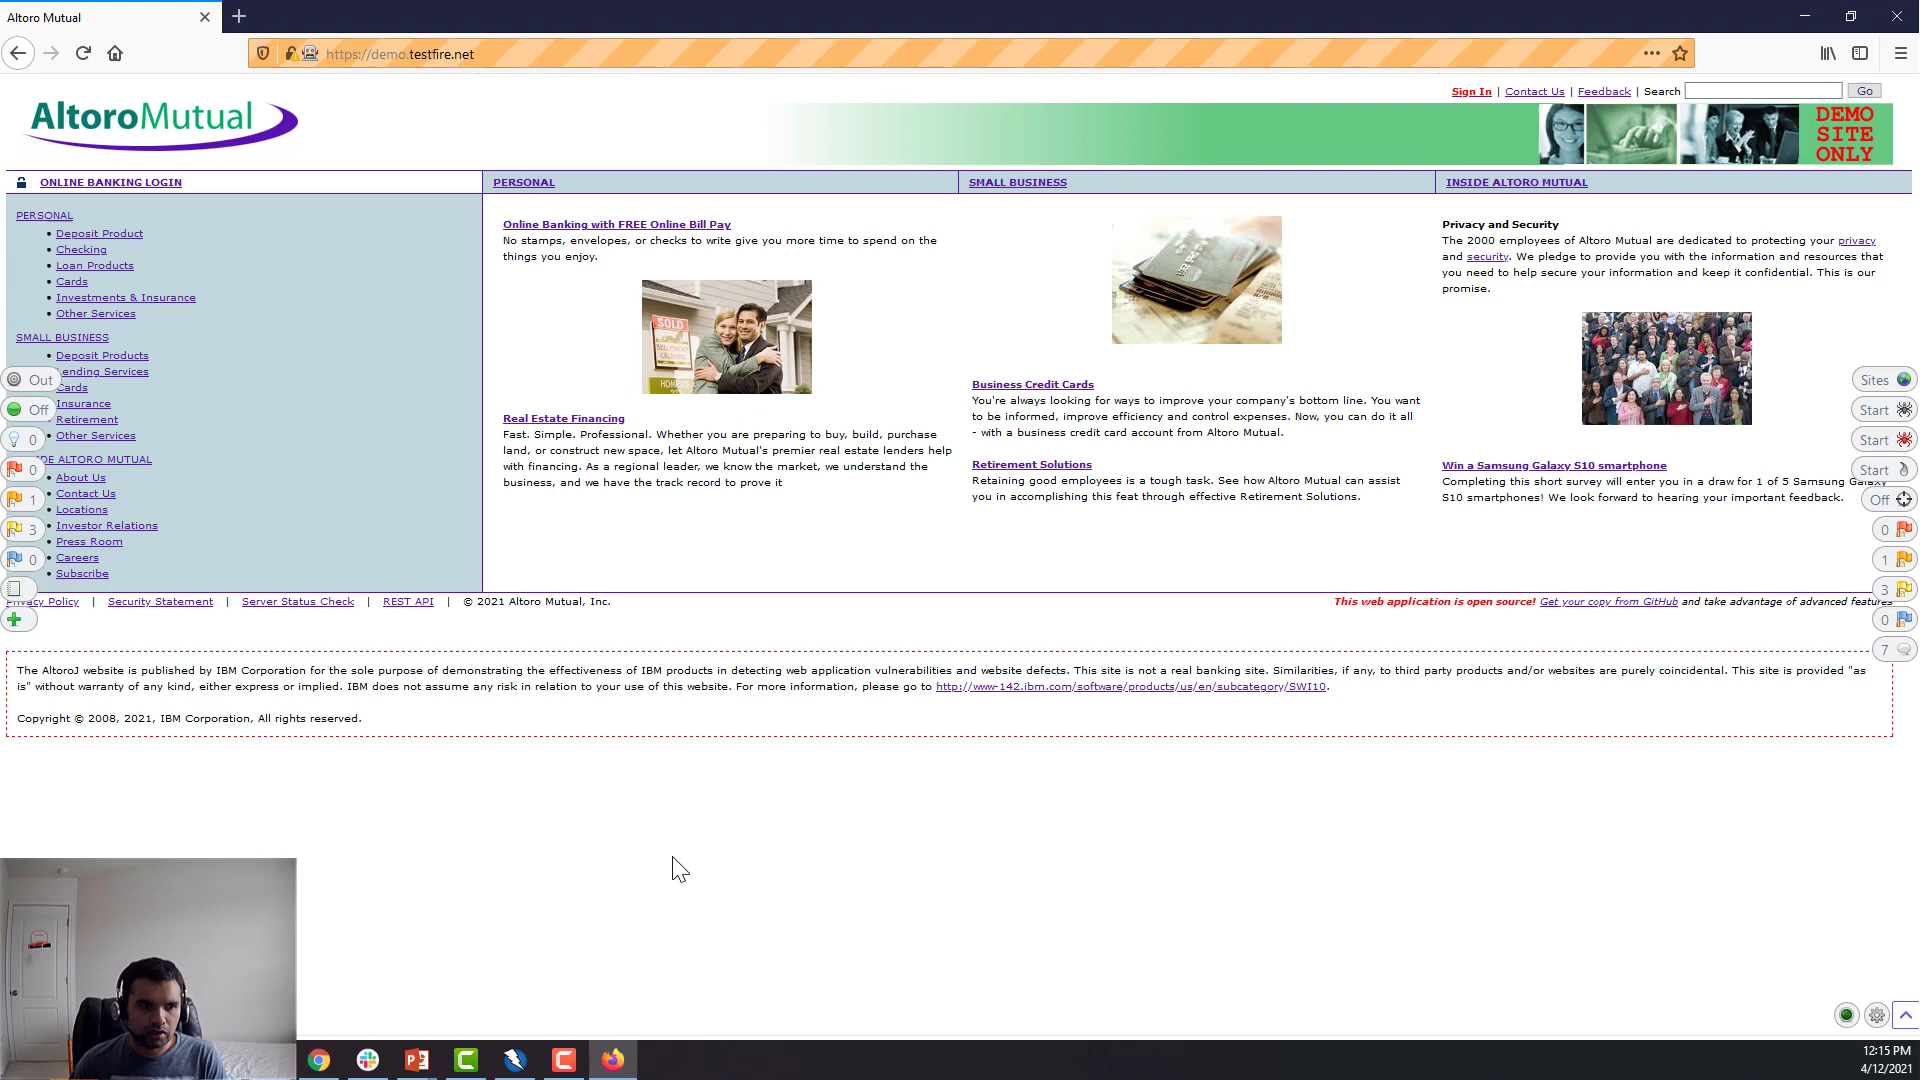 Altoro Mutual
https://demo.testfire.net
Sign In | Contact Us | Feedback | Search
Go
AltoroMutual
DEMO
SITE
ONLY
ONLINE BANKING LOGIN
PERSONAL
SMALL BUSINESS
INSIDE ALTORO MUTUAL
PERSONAL
Deposit Product
Checking
Loan Products
Cards
Investments & Insurance
Other Services
SMALL BUSINESS
Deposit Products
Lending Services
Cards
Insurance
Retirement
Other Services
DE ALTORO MUTUAL
About Us
Contact Us
Locations
Investor Relations
Press Room
Careers
Subscribe
Out
Off
0
0
1
3
0
Online Banking with FREE Online Bill Pay
No stamps, envelopes, or checks to write give you more time to spend on the
things you enjoy.
SOLD
Real Estate Financing
Fast. Simple. Professional. Whether you are preparing to buy, build, purchase
land, or construct new space, let Altoro Mutual's premier real estate lenders help
with financing. As a regional leader, we know the market, we understand the
business, and we have the track record to prove it
Business Credit Cards
You're always looking for ways to improve your company's bottom line. You want
to be informed, improve efficiency and control expenses. Now, you can do it all
- with a business credit card account from Altoro Mutual.
Retirement Solutions
Retaining good employees is a tough task. See how Altoro Mutual can assist
you in accomplishing this feat through effective Retirement Solutions.
Privacy and Security
The 2000 employees of Altoro Mutual are dedicated to protecting your privacy
and security. We pledge to provide you with the information and resources that
you need to help secure your information and keep it confidential. This is our
promise.
Win a Samsung Galaxy S10 smartphone
Completing this short survey will enter you in a draw for 1 of 5 Samsung Galaxy
S10 smartphones! We look forward to hearing your important feedback.
Sites
Start
Start
Start
Off
0
1
3
0
7
Privacy Policy | Security Statement | Server Status Check | REST API | © 2021 Altoro Mutual, Inc.
This web application is open source! Get your copy from GitHub and take advantage of advanced features
The AltoroJ website is published by IBM Corporation for the sole purpose of demonstrating the effectiveness of IBM products in detecting web application vulnerabilities and website defects. This site is not a real banking site. Similarities, if any, to third party products and/or websites are purely coincidental. This site is provided "as
is" without warranty of any kind, either express or implied. IBM does not assume any risk in relation to your use of this website. For more information, please go to http://www-142.ibm.com/software/products/us/en/subcategory/SWI10.
Copyright © 2008, 2021, IBM Corporation, All rights reserved.
12:15 PM
4/12/2021